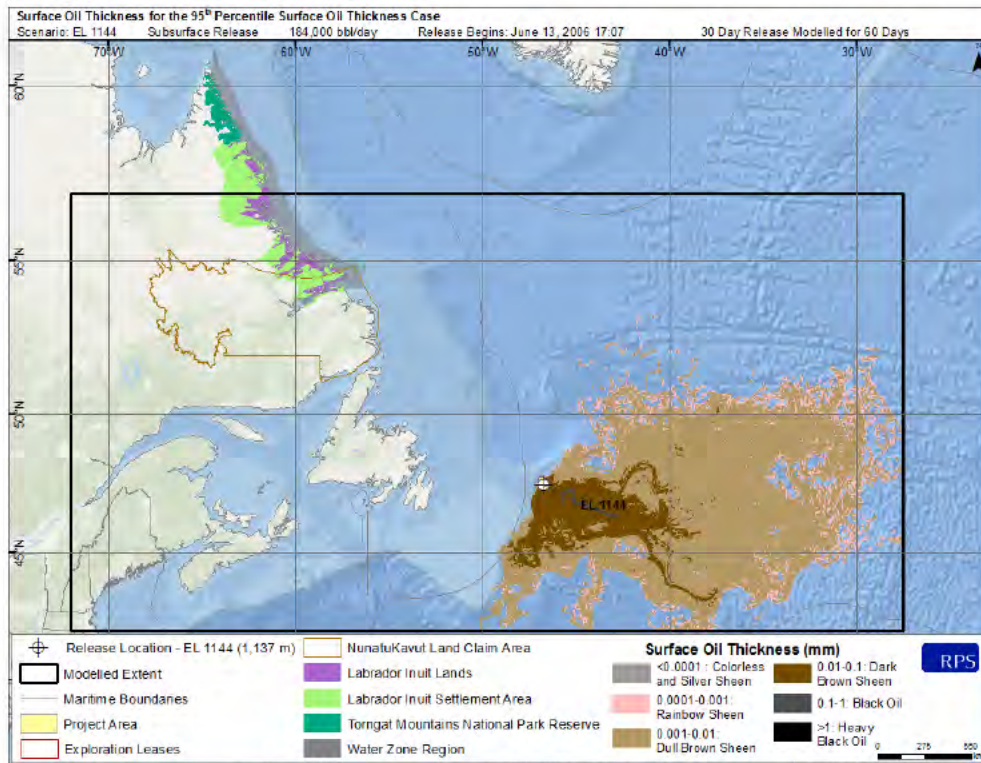 Surface Oil Thickness for the 95th Percentile Surface Oil Thickness Case
Scenario: EL 1144 Subsurface Release 184,000 bbl/day Release Begins: June 13, 2006 17:07 30 Day Release Modelled for 60 Days
70°W 60°W 50°W 40°W 30°W
60°N
55°N
50°N
EL 1144
45°N
Release Location - EL 1144 (1,137 m)
Modelled Extent
Maritime Boundaries
Project Area
Exploration Leases
NunatuKavut Land Claim Area
Labrador Inuit Lands
Labrador Inuit Settlement Area
Torngat Mountains National Park Reserve
Water Zone Region
Surface Oil Thickness (mm)
<0.0001 : Colorless
and Silver Sheen
0.0001-0.001:
Rainbow Sheen
0.001-0.01:
Dull Brown Sheen
0.01-0.1: Dark
Brown Sheen
0.1-1: Black Oil
>1: Heavy
Black Oil
RPS
0 275 550